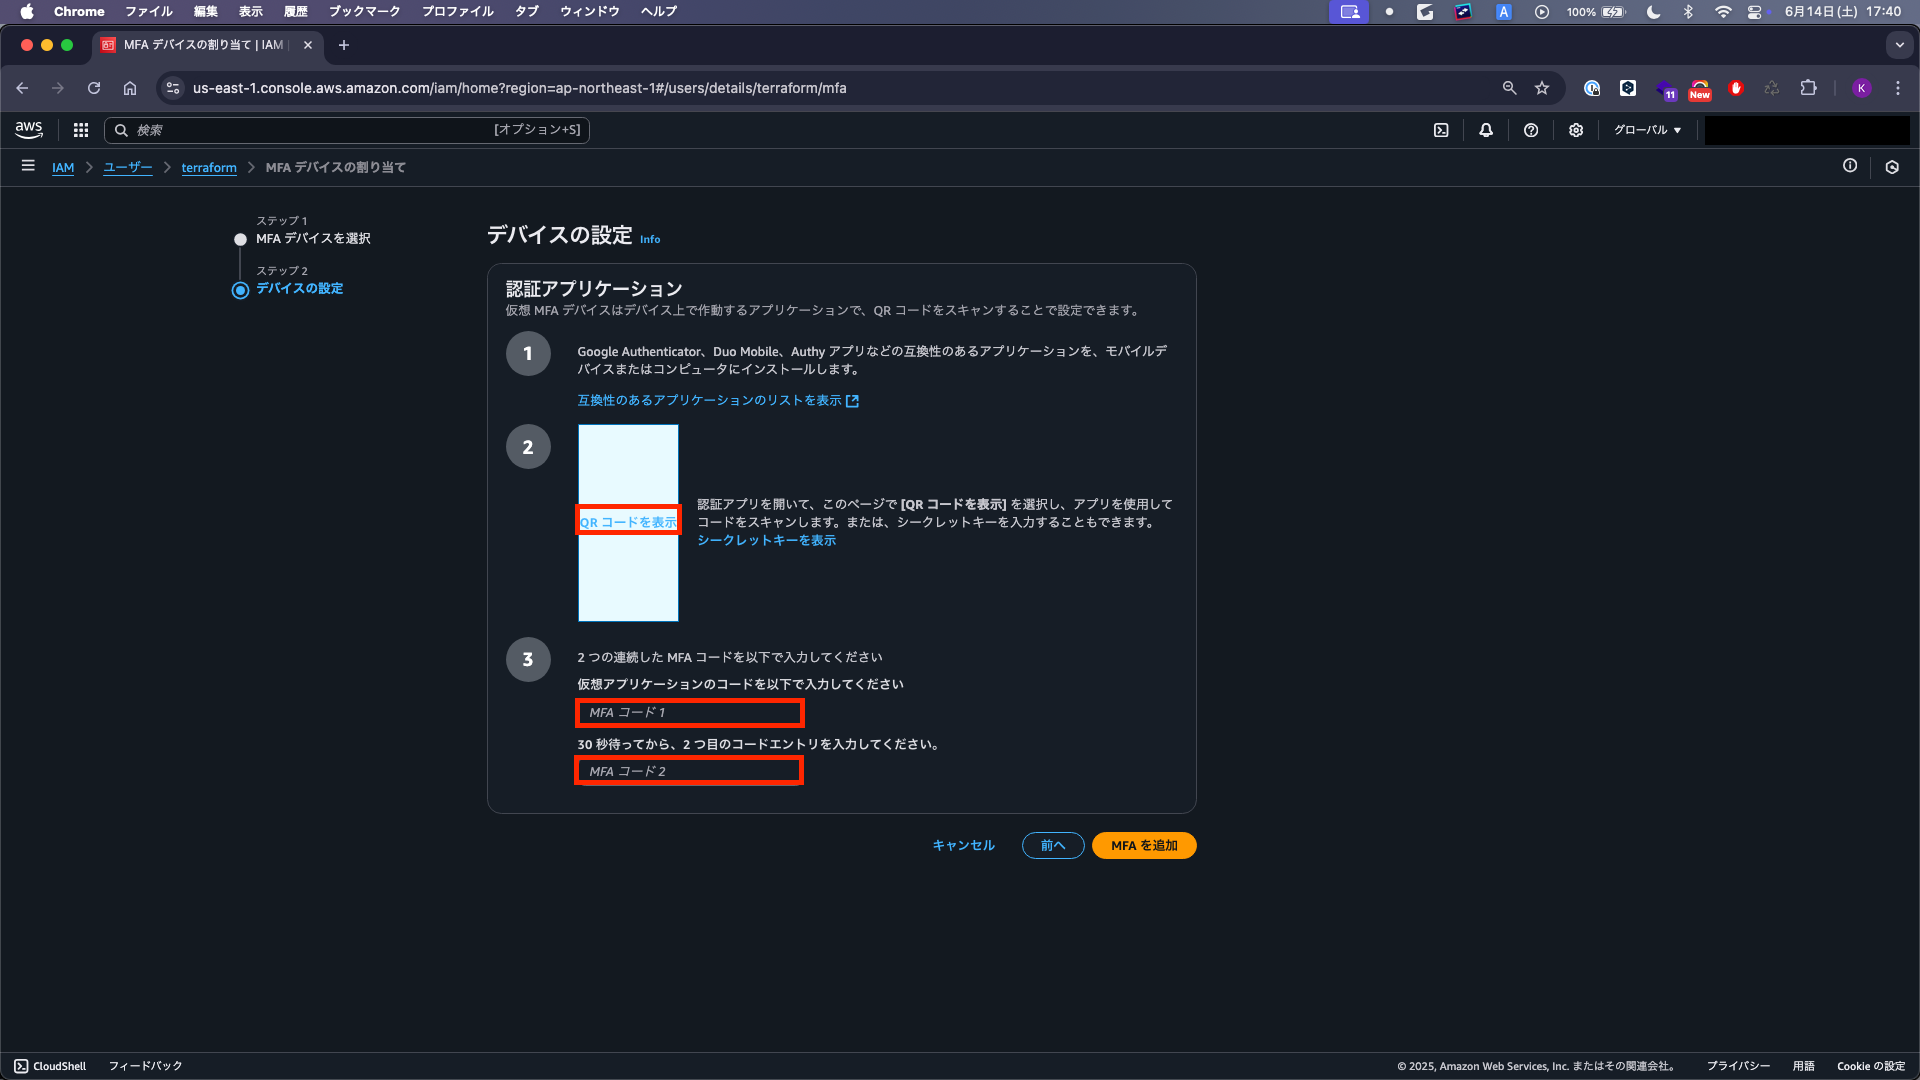 Chrome ファイル 編集 表示 履歴 ブックマーク プロファイル タブ ウィンドウ ヘルプ
A 100% 6月14日(土) 17:40
MFA デバイスの割り当て | IAM
us-east-1.console.aws.amazon.com/iam/home?region=ap-northeast-1#/users/details/terraform/mfa
11 New K
aws 検索 [オプション+S] グローバル
IAM ユーザー terraform MFA デバイスの割り当て
ステップ 1
MFA デバイスを選択
ステップ 2
デバイスの設定
デバイスの設定 Info
認証アプリケーション
仮想 MFA デバイスはデバイス上で作動するアプリケーションで、QR コードをスキャンすることで設定できます。
1
Google Authenticator、Duo Mobile、Authy アプリなどの互換性のあるアプリケーションを、モバイルデ
バイスまたはコンピュータにインストールします。
互換性のあるアプリケーションのリストを表示
2
QR コードを表示
認証アプリを開いて、このページで [QR コードを表示] を選択し、アプリを使用して
コードをスキャンします。または、シークレットキーを入力することもできます。
シークレットキーを表示
3
2 つの連続した MFA コードを以下で入力してください
仮想アプリケーションのコードを以下で入力してください
MFA コード 1
30 秒待ってから、2 つ目のコードエントリを入力してください。
MFA コード 2
キャンセル 前へ MFA を追加
CloudShell フィードバック © 2025, Amazon Web Services, Inc. またはその関連会社。 プライバシー 用語 Cookie の設定